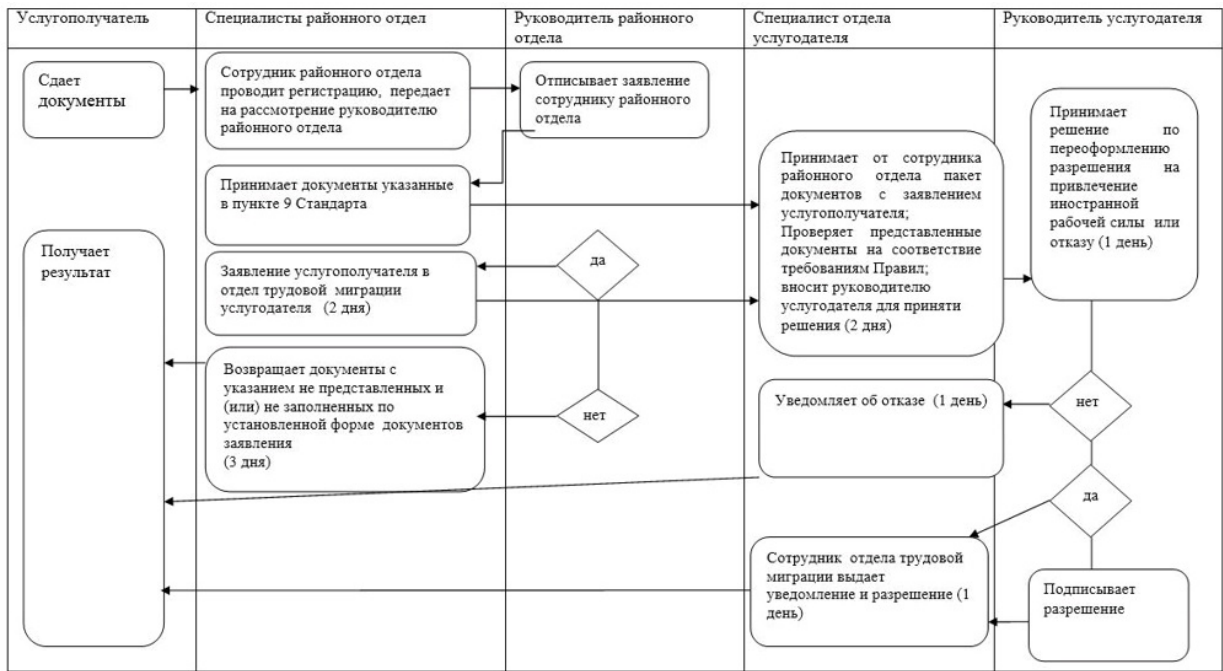 Услугополучатель
Специалисты районного отдел
Руководитель районного
отдела
Специалист отдела
услугодателя
Руководитель услугодателя
Сдает
документы
Сотрудник районного отдела
проводит регистрацию, передает
на рассмотрение руководителю
районного отдела
Отписывает заявление
сотруднику районного
отдела
Принимает документы указанные
в пункте 9 Стандарта
Принимает от сотрудника
районного отдела пакет
документов с заявлением
услугополучателя;
Проверяет представленные
документы на соответствие
требованиям Правил;
вносит руководителю
услугодателя для приняти
решения (2 дня)
Принимает
решение по
переоформлению
разрешения на
привлечение
иностранной
рабочей силы или
отказу (1 день)
Получает
результат
Заявление услугополучателя в
отдел трудовой миграции
услугодателя (2 дня)
да
Возвращает документы с
указанием не представленных и
(или) не заполненных по
установленной форме документов
заявления
(3 дня)
нет
Уведомляет об отказе (1 день)
нет
да
Сотрудник отдела трудовой
миграции выдает
уведомление и разрешение (1
день)
Подписывает
разрешение